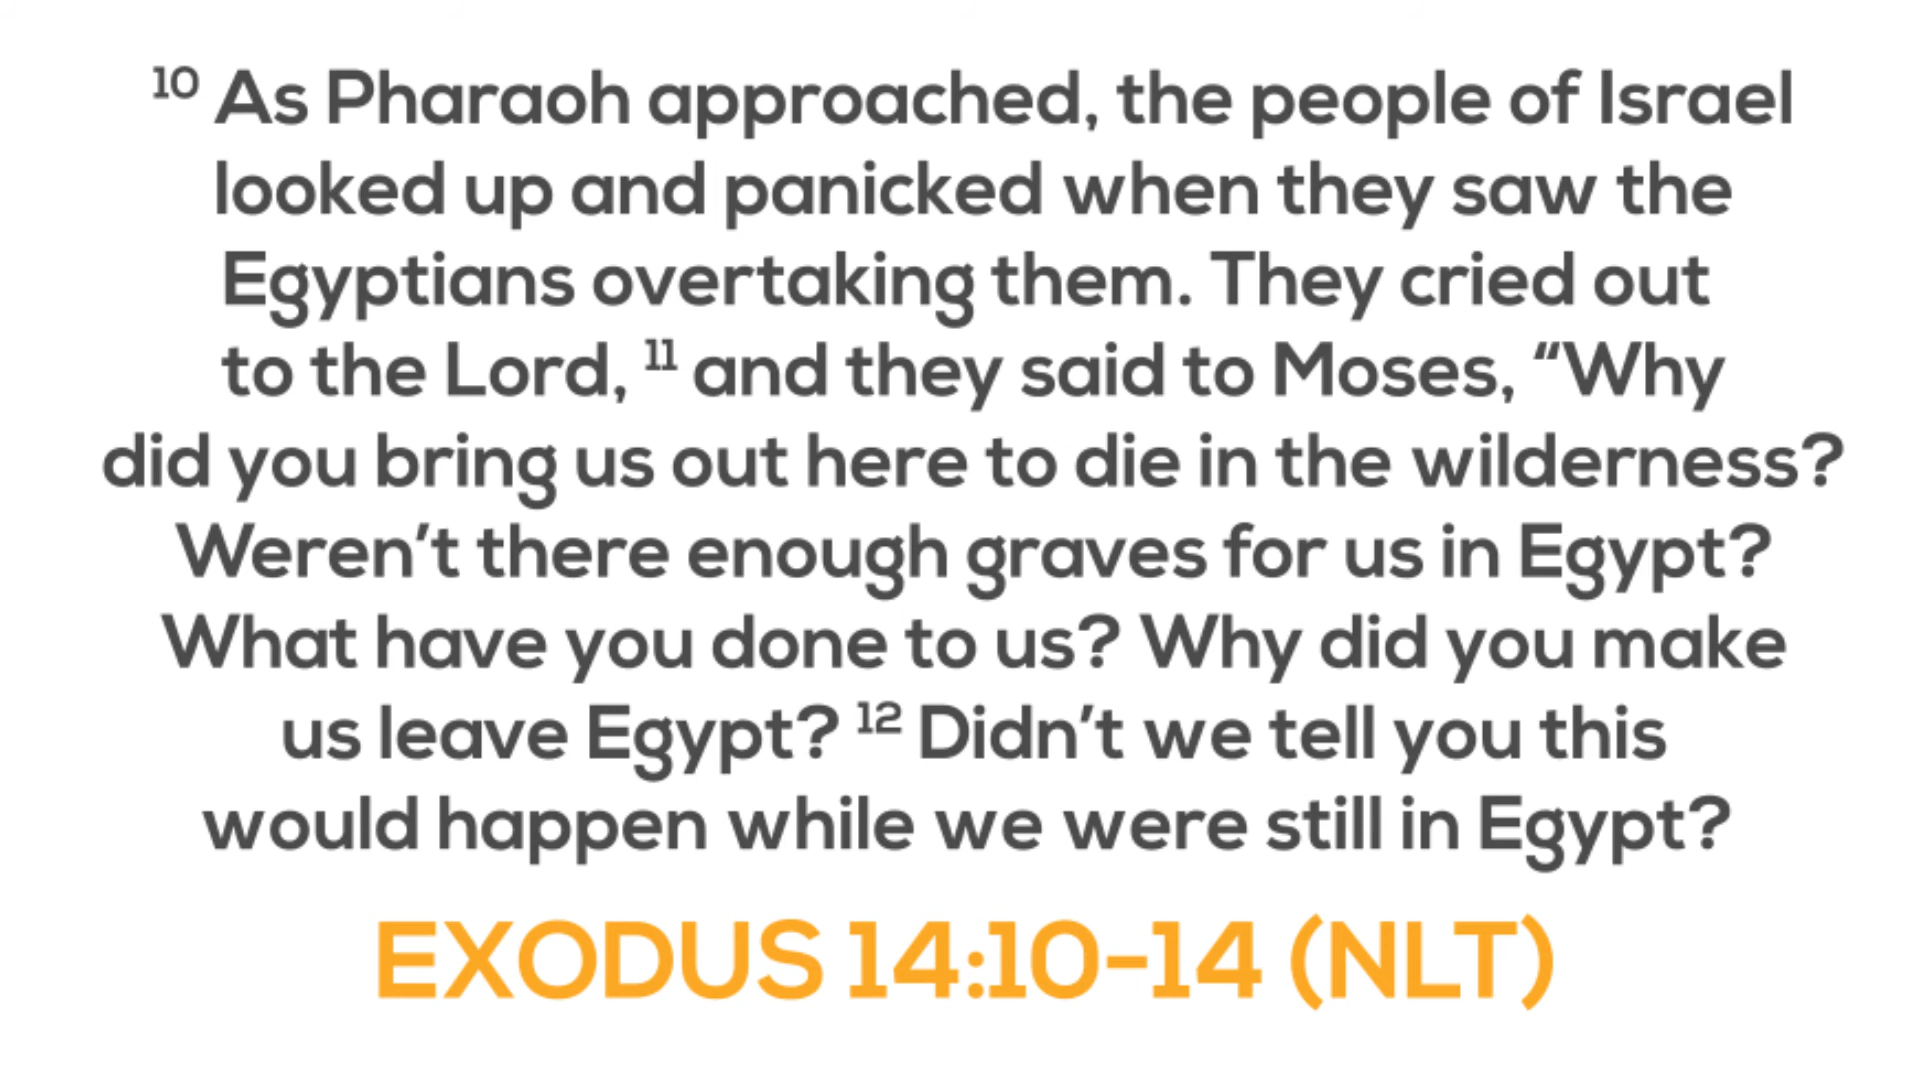 10 As Pharaoh approached, the people of Israel
looked up and panicked when they saw the
Egyptians overtaking them. They cried out
to the Lord, 11 and they said to Moses, “Why
did you bring us out here to die in the wilderness?
Weren’t there enough graves for us in Egypt?
What have you done to us? Why did you make
us leave Egypt? 12 Didn’t we tell you this
would happen while we were still in Egypt?
EXODUS 14:10-14 (NLT)